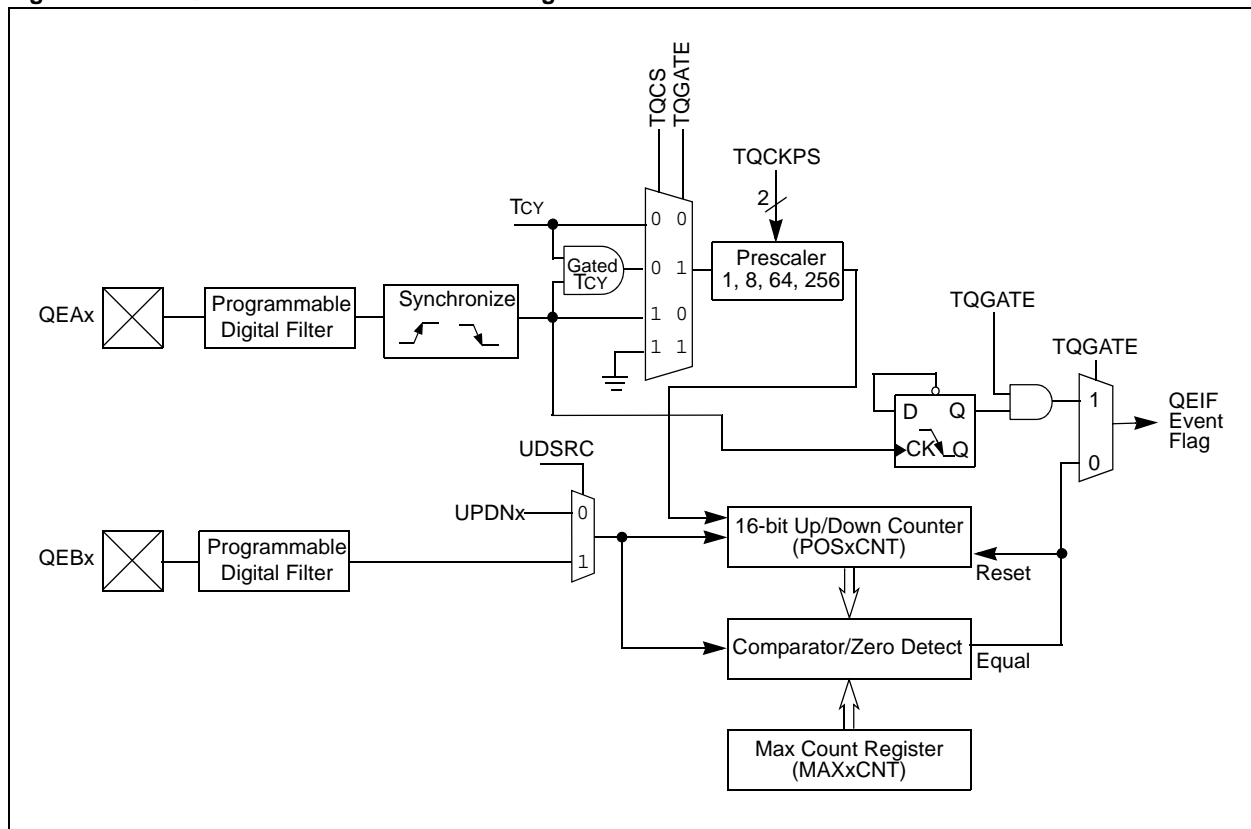 TQCS
TQGATE
TQCKPS
2
TCY
0 0
Gated
TCY
0 1
1 0
1 1
Prescaler
1, 8, 64, 256
QEAx
Programmable
Digital Filter
Synchronize
TQGATE
TQGATE
D Q
CK Q
1
0
QEIF
Event
Flag
UDSRC
UPDNx
0
1
QEBx
Programmable
Digital Filter
16-bit Up/Down Counter
(POSxCNT)
Reset
Comparator/Zero Detect
Equal
Max Count Register
(MAXxCNT)